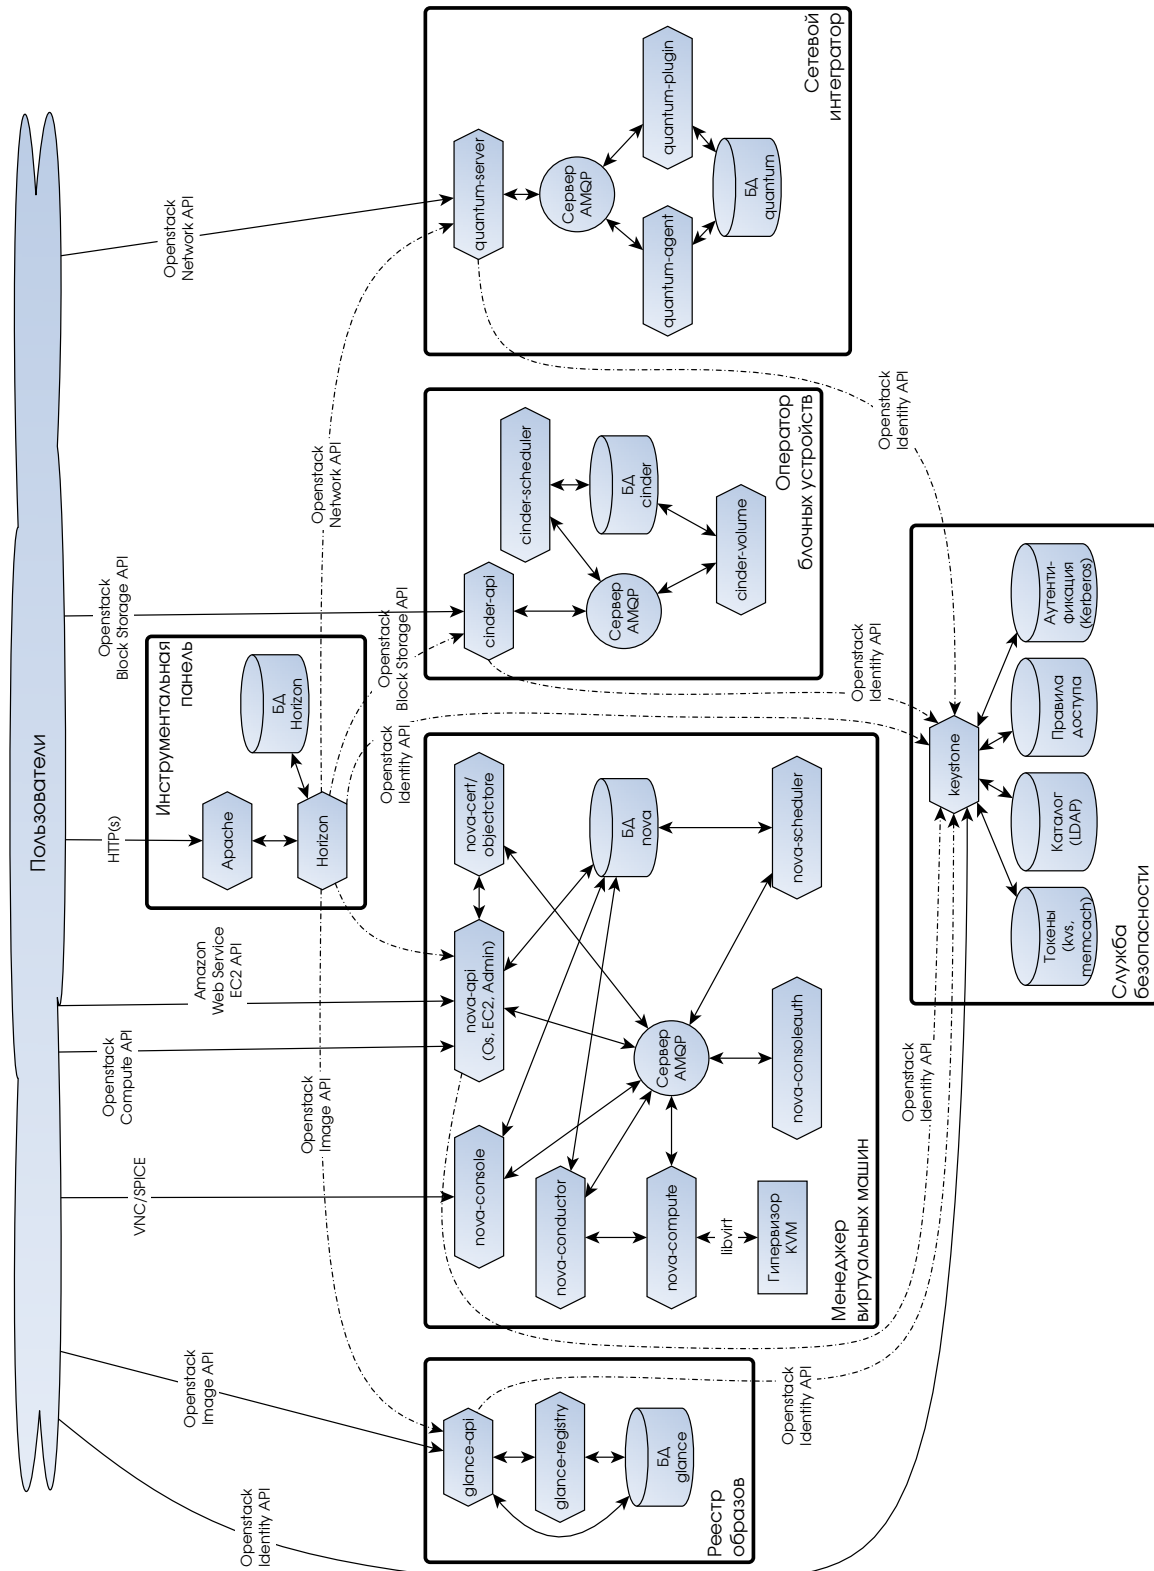 Пользователи
Openstack
Identity API
Openstack
Image API
VNC/SPICE
Openstack
Compute API
Amazon
Web Service
EC2 API
HTTP(s)
Openstack
Block Storage API
Openstack
Network API
Инструментальная
панель
Apache
Horizon
БД
Horizon
Openstack
Image API
Openstack
Identity API
Openstack
Block Storage API
Openstack
Network API
Реестр
образов
glance-api
glance-registry
БД
glance
Openstack
Identity API
Менеджер
виртуальных машин
nova-console
nova-api
(Os, EC2, Admin)
nova-cert/
objectctore
nova-conductor
nova-compute
libvirt
Гипервизор
KVM
Сервер
AMQP
БД
nova
nova-consoleauth
nova-scheduler
Openstack
Identity API
Оператор
блочных устройств
cinder-api
cinder-scheduler
Сервер
AMQP
БД
cinder
cinder-volume
Openstack
Identity API
Сетевой
интегратор
quantum-server
Сервер
AMQP
quantum-agent
quantum-plugin
БД
quantum
Openstack
Identity API
Служба
безопасности
keystone
Токены
(kvs,
memcach)
Каталог
(LDAP)
Правила
доступа
Аутенти-
фикация
(Kerberos)